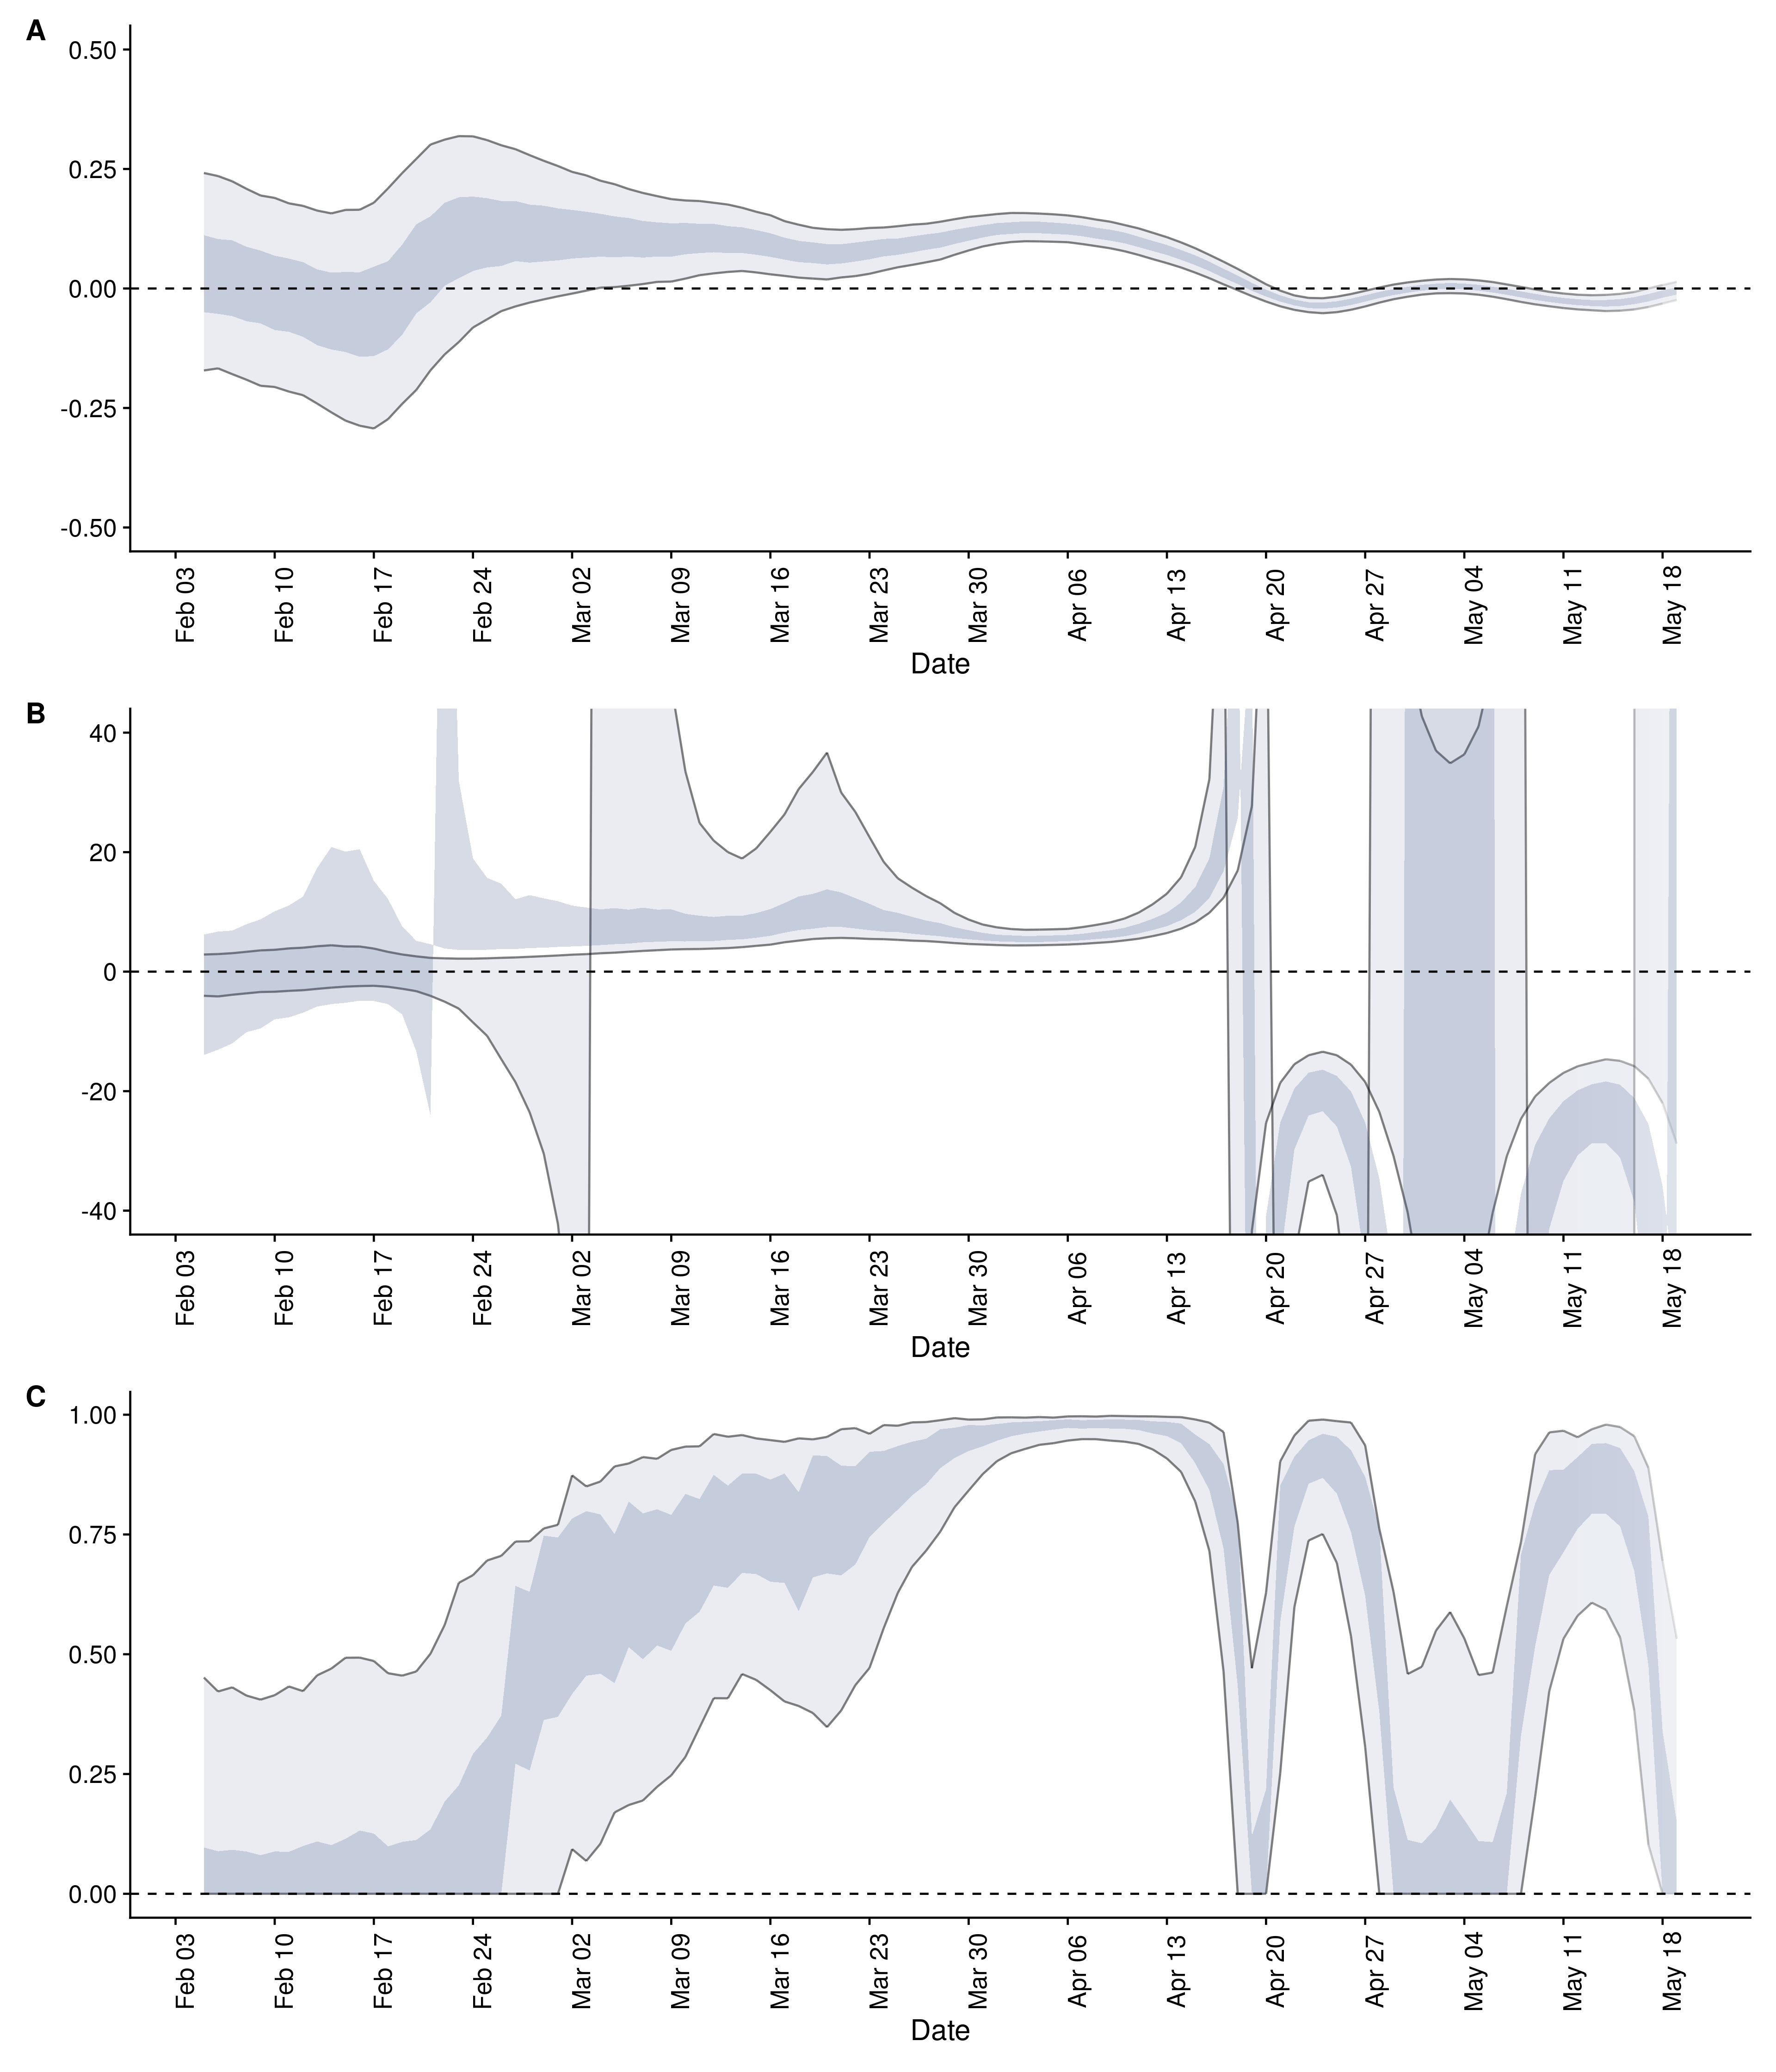 A
0.50
0.25
0.00
-0.25
-0.50
Feb 03
Feb 10
Feb 17
Feb 24
Mar 02
Mar 09
Mar 16
Mar 23
Mar 30
Apr 06
Apr 13
Apr 20
Apr 27
May 04
May 11
May 18
Date
B
40
20
0
-20
-40
Feb 03
Feb 10
Feb 17
Feb 24
Mar 02
Mar 09
Mar 16
Mar 23
Mar 30
Apr 06
Apr 13
Apr 20
Apr 27
May 04
May 11
May 18
Date
C
1.00
0.75
0.50
0.25
0.00
Feb 03
Feb 10
Feb 17
Feb 24
Mar 02
Mar 09
Mar 16
Mar 23
Mar 30
Apr 06
Apr 13
Apr 20
Apr 27
May 04
May 11
May 18
Date